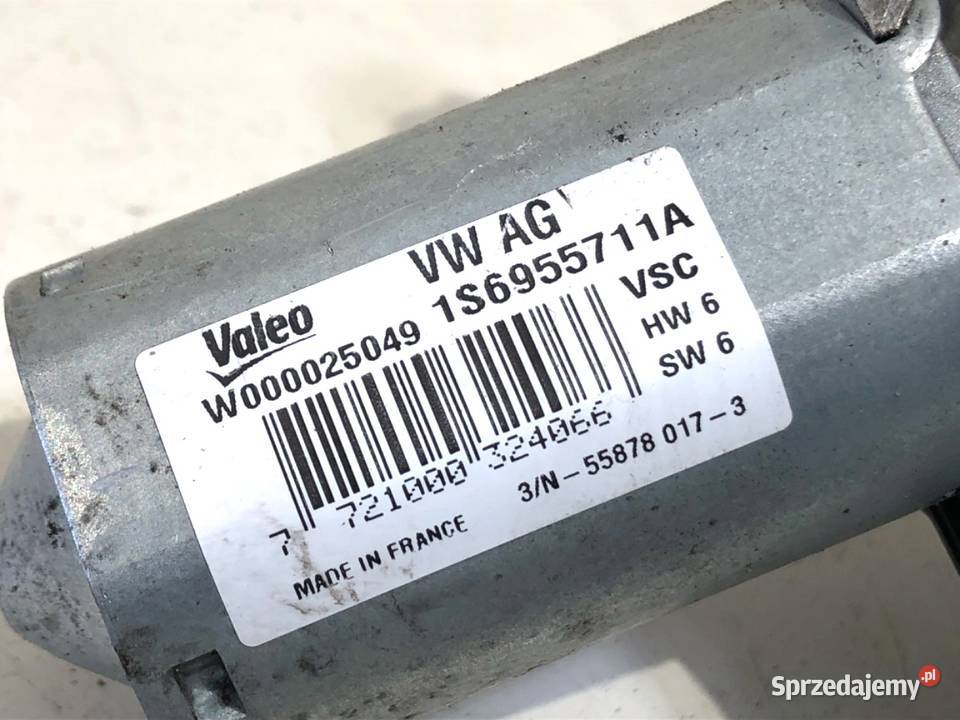 VW AG
Valeo
W000025049
1S6955711A
VSC
HW 6
SW 6
7 721000 324066
3/N-55878 017-3
MADE IN FRANCE
Sprzedajemy.pl